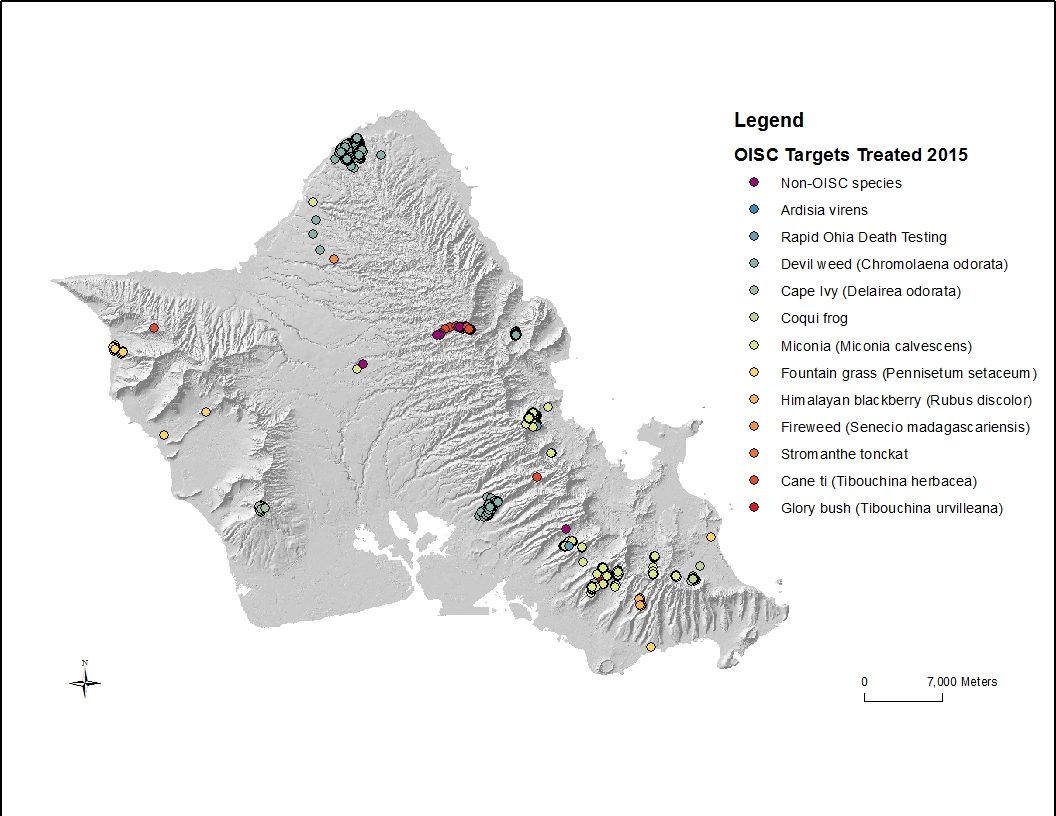 Legend
OISC Targets Treated 2015
Non-OISC species
Ardisia virens
Rapid Ohia Death Testing
Devil weed (Chromolaena odorata)
Cape Ivy (Delairea odorata)
Coqui frog
Miconia (Miconia calvescens)
Fountain grass (Pennisetum setaceum)
Himalayan blackberry (Rubus discolor)
Fireweed (Senecio madagascariensis)
Stromanthe tonckat
Cane ti (Tibouchina herbacea)
Glory bush (Tibouchina urvilleana)
N
0 7,000 Meters